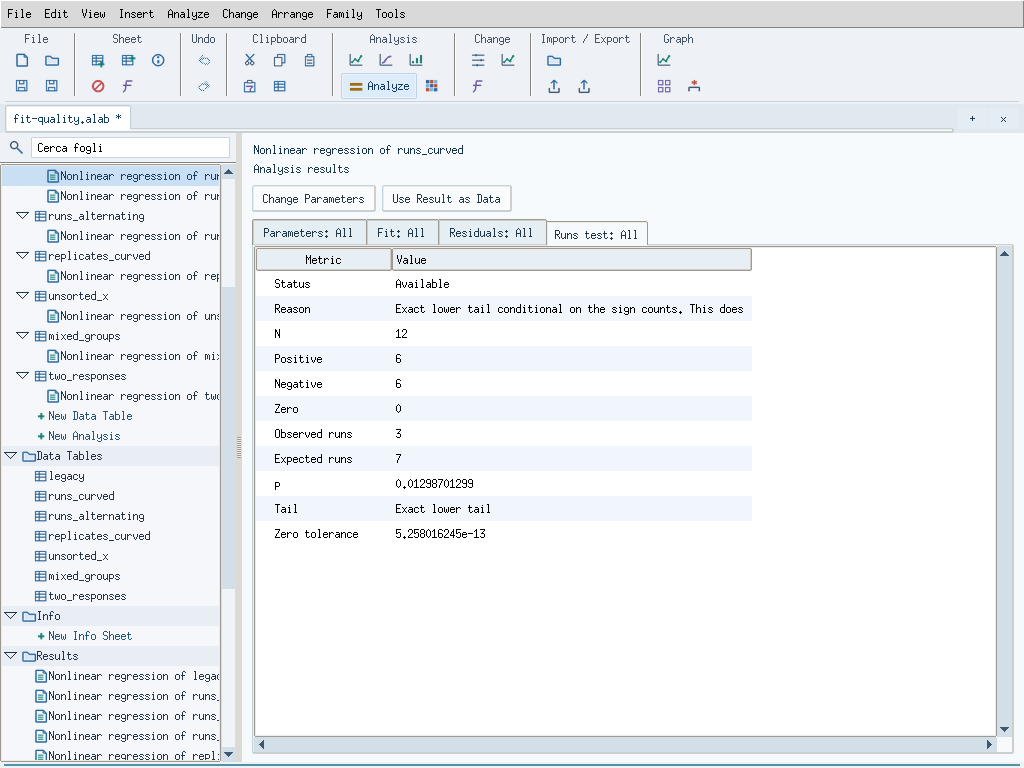 File Edit View Insert Analyze Change Arrange Family Tools
File Sheet Undo Clipboard Analysis Change Import / Export Graph
Analyze
fit-quality.alab *
+ ×
Cerca fogli
Nonlinear regression of rur
Nonlinear regression of rur
runs_alternating
Nonlinear regression of rur
replicates_curved
Nonlinear regression of rep
unsorted_x
Nonlinear regression of uns
mixed_groups
Nonlinear regression of mi
two_responses
Nonlinear regression of two
+ New Data Table
+ New Analysis
Data Tables
legacy
runs_curved
runs_alternating
replicates_curved
unsorted_x
mixed_groups
two_responses
Info
+ New Info Sheet
Results
Nonlinear regression of lega
Nonlinear regression of runs_
Nonlinear regression of runs_
Nonlinear regression of runs_
Nonlinear regression of repl
Nonlinear regression of runs_curved
Analysis results
Change Parameters Use Result as Data
Parameters: All Fit: All Residuals: All Runs test: All
Metric Value
Status Available
Reason Exact lower tail conditional on the sign counts. This does
N 12
Positive 6
Negative 6
Zero 0
Observed runs 3
Expected runs 7
p 0.01298701299
Tail Exact lower tail
Zero tolerance 5.258016245e-13